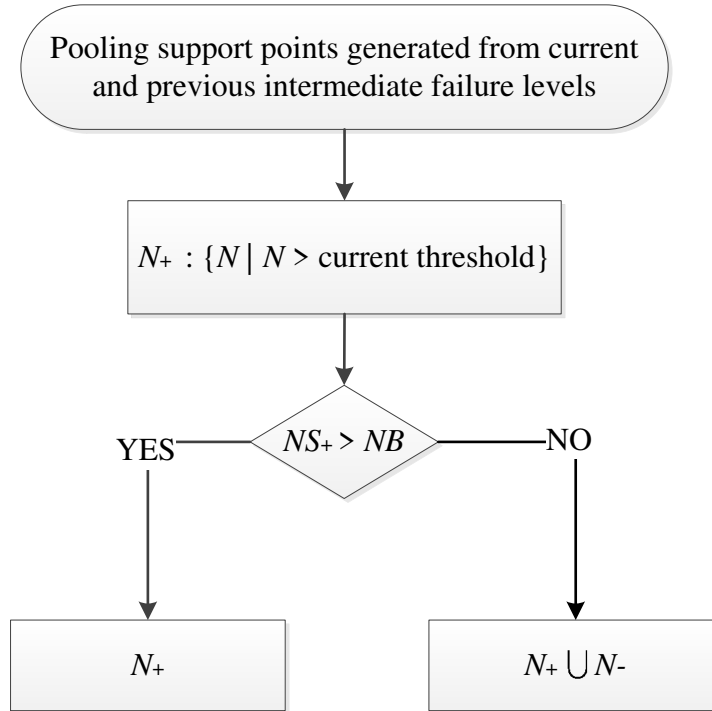 Pooling support points generated from current
and previous intermediate failure levels
N+ : {N | N > current threshold}
NS+ > NB
YES
NO
N+
N+ ⋃ N-